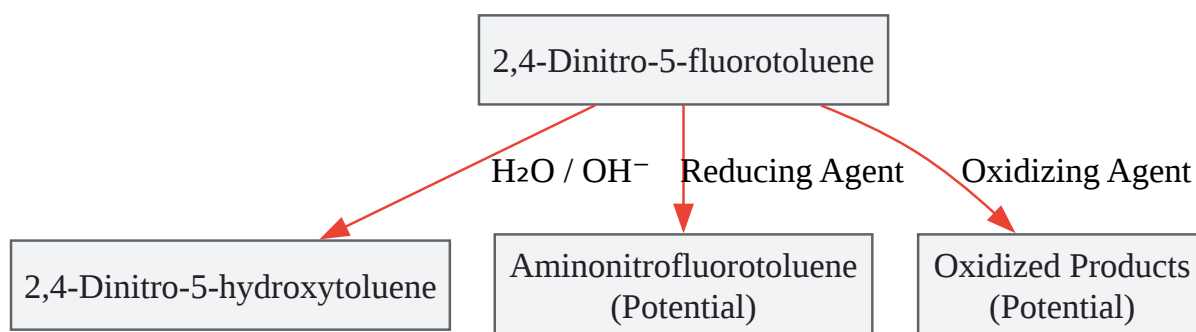 2,4-Dinitro-5-fluorotoluene
H₂O / OH⁻
Reducing Agent
Oxidizing Agent
2,4-Dinitro-5-hydroxytoluene
Aminonitrofluorotoluene
(Potential)
Oxidized Products
(Potential)